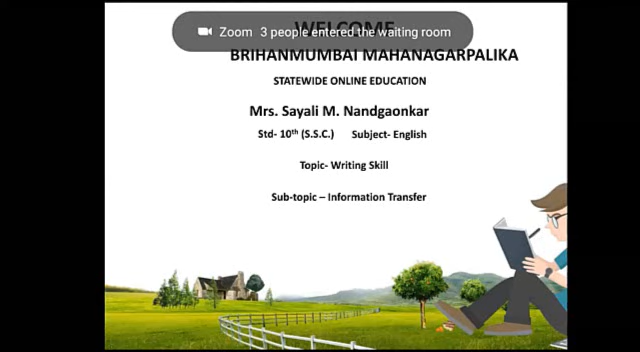 Zoom 3 people entered the waiting room
WELCOME
BRIHANMUMBAI MAHANAGARPALIKA
STATEWIDE ONLINE EDUCATION
Mrs. Sayali M. Nandgaonkar
Std- 10th (S.S.C.) Subject- English
Topic- Writing Skill
Sub-topic – Information Transfer